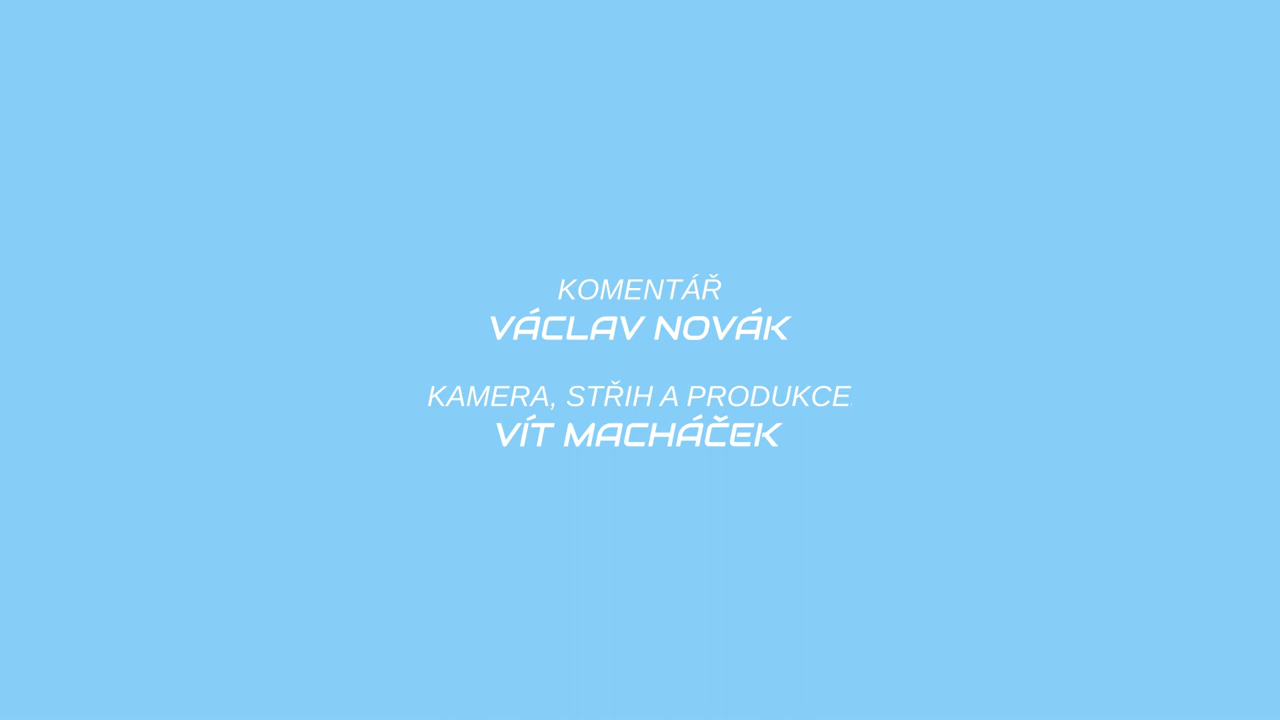 KOMENTÁŘ
VÁCLAV NOVÁK
KAMERA, STŘIH A PRODUKCE
VÍT MACHÁČEK